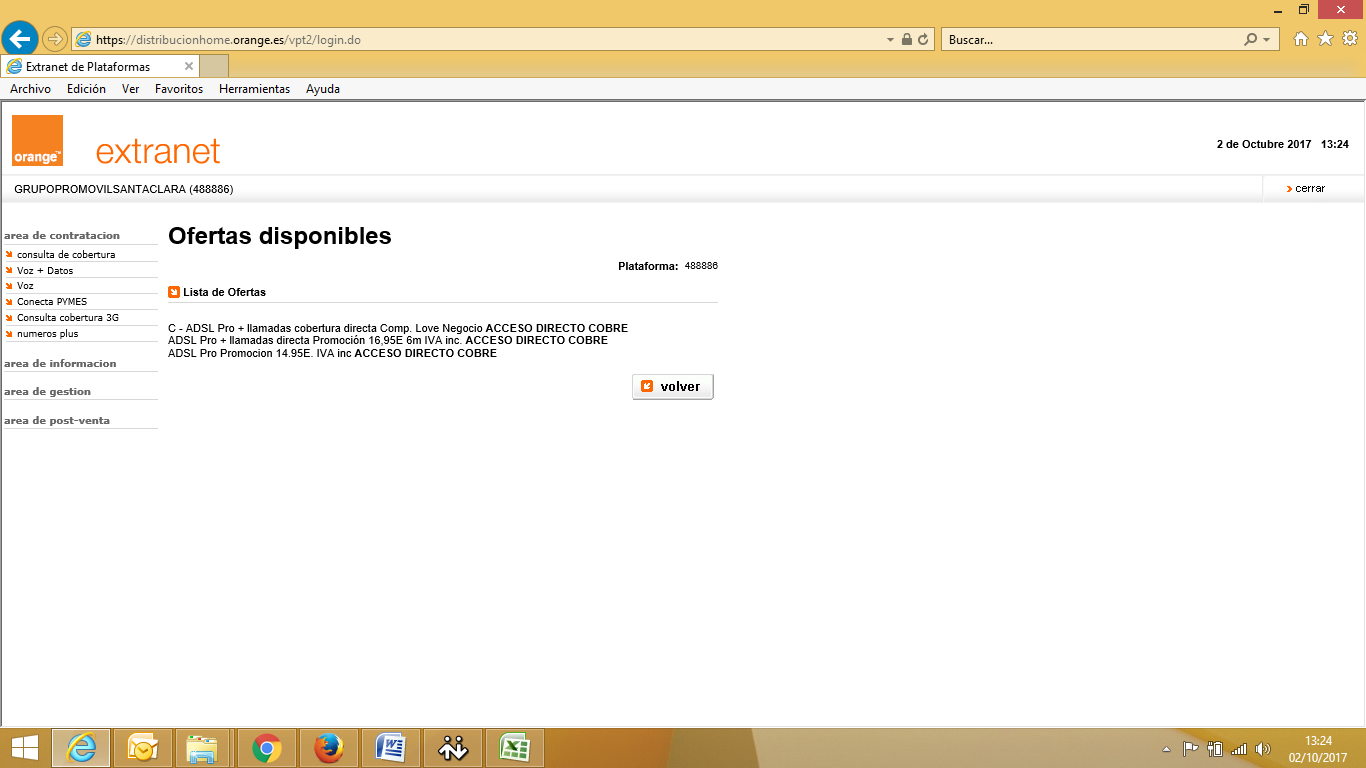 https://distribucionhome.orange.es/vpt2/login.do
Buscar...
Extranet de Plataformas
Archivo Edición Ver Favoritos Herramientas Ayuda
orange™
extranet
2 de Octubre 2017 13:24
GRUPOPROMOVILSANTACLARA (488886)
cerrar
area de contratacion
consulta de cobertura
Voz + Datos
Voz
Conecta PYMES
Consulta cobertura 3G
numeros plus
area de informacion
area de gestion
area de post-venta
Ofertas disponibles
Plataforma: 488886
Lista de Ofertas
C - ADSL Pro + llamadas cobertura directa Comp. Love Negocio ACCESO DIRECTO COBRE
ADSL Pro + llamadas directa Promoción 16,95E 6m IVA inc. ACCESO DIRECTO COBRE
ADSL Pro Promocion 14.95E. IVA inc ACCESO DIRECTO COBRE
volver
13:24
02/10/2017